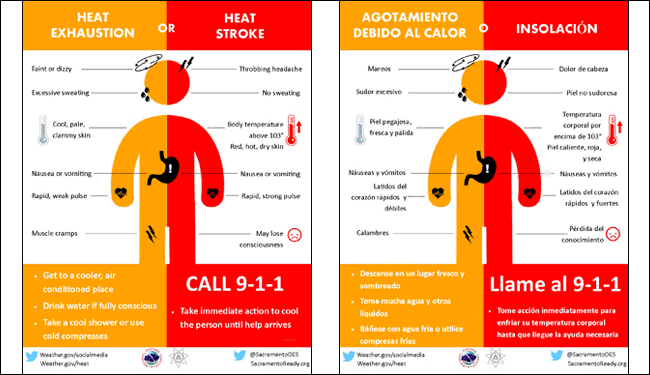 HEAT
EXHAUSTION
OR
HEAT
STROKE
Faint or dizzy
Throbbing headache
Excessive sweating
No sweating
Cool, pale,
clammy skin
Body temperature
above 103°
Red, hot, dry skin
Nausea or vomiting
Nausea or vomiting
Rapid, weak pulse
Rapid, strong pulse
Muscle cramps
May lose
consciousness
• Get to a cooler, air
conditioned place
• Drink water if fully conscious
• Take a cool shower or use
cold compresses
CALL 9-1-1
• Take immediate action to cool
the person until help arrives
Weather.gov/socialmedia
Weather.gov/heat
@SacramentoOES
SacramentoReady.org
AGOTAMIENTO
DEBIDO AL CALOR
O
INSOLACIÓN
Mareos
Dolor de cabeza
Sudor excesivo
Piel no sudorosa
Piel pegajosa,
fresca y pálida
Temperatura
corporal por
encima de 103°
Piel caliente, roja,
y seca
Náuseas y vómitos
Náuseas y vómitos
Latidos del
corazón rápidos y
débiles
Latidos del corazón
rápidos y fuertes
Calambres
Pérdida del
conocimiento
• Descanse en un lugar fresco y
sombreado
• Tome mucha agua y otros
líquidos
• Báñese con agua fría o utilice
compresas frías
Llame al 9-1-1
• Tome acción inmediatamente para
enfriar su temperatura corporal
hasta que llegue la ayuda necesaria
Weather.gov/socialmedia
Weather.gov/heat
@SacramentoOES
SacramentoReady.org